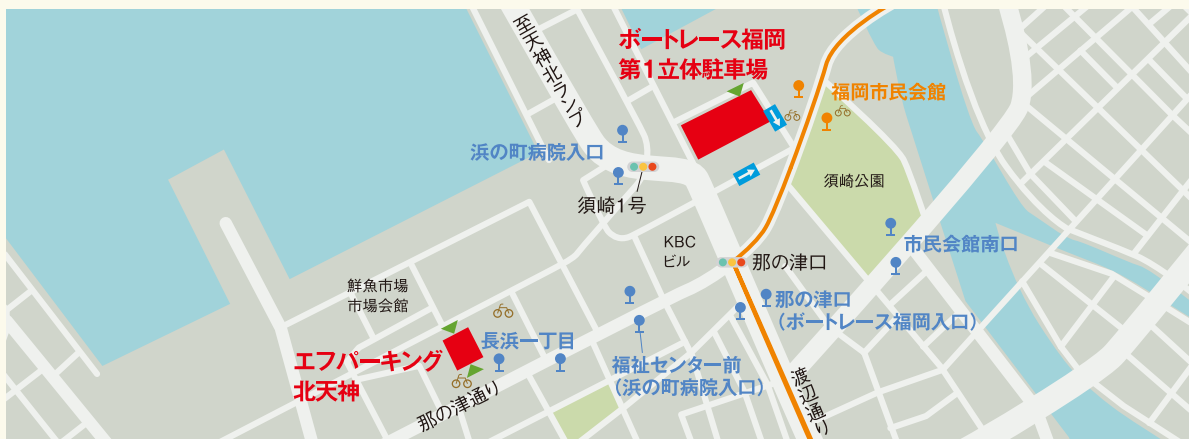 至天神北ランプ
ボートレース福岡
第1立体駐車場
福岡市民会館
浜の町病院入口
須崎1号
須崎公園
KBC
ビル
那の津口
市民会館南口
鮮魚市場
市場会館
那の津口
（ボートレース福岡入口）
エフパーキング
北天神
長浜一丁目
福祉センター前
（浜の町病院入口）
那の津通り
渡辺通り